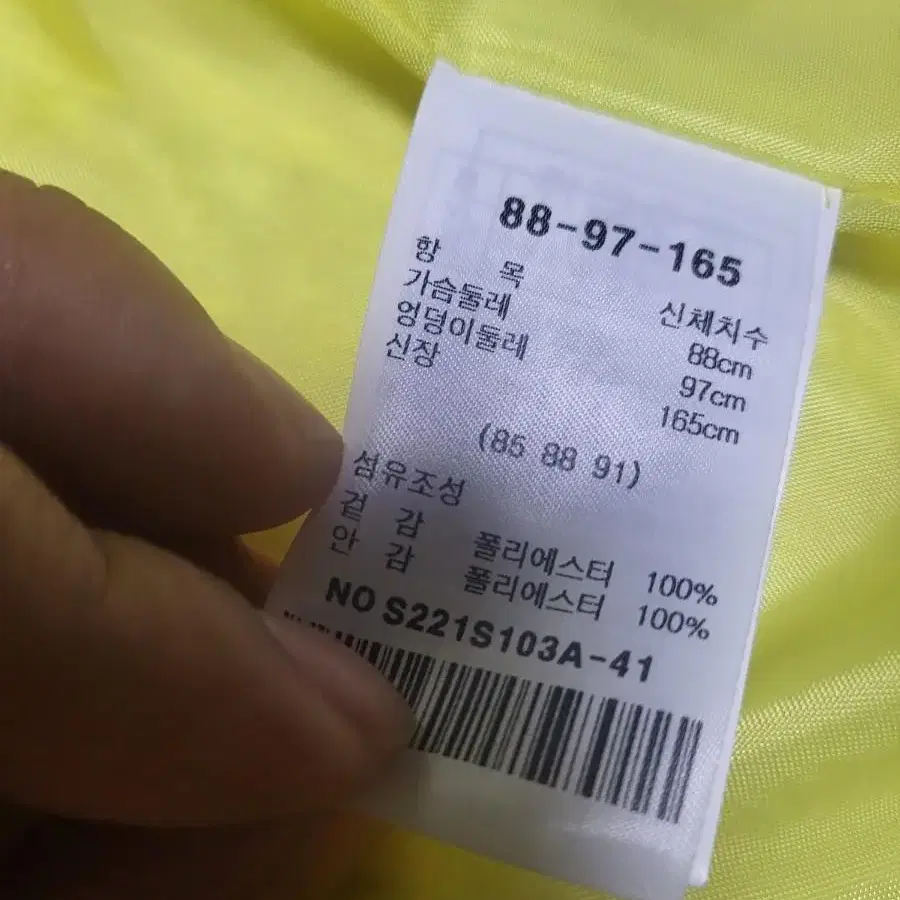 88-97-165
항 목 신체치수
가슴둘레 88cm
엉덩이둘레 97cm
신장 165cm
(85 88 91)
섬유조성
겉 감 폴리에스터 100%
안 감 폴리에스터 100%
NO S221S103A-41